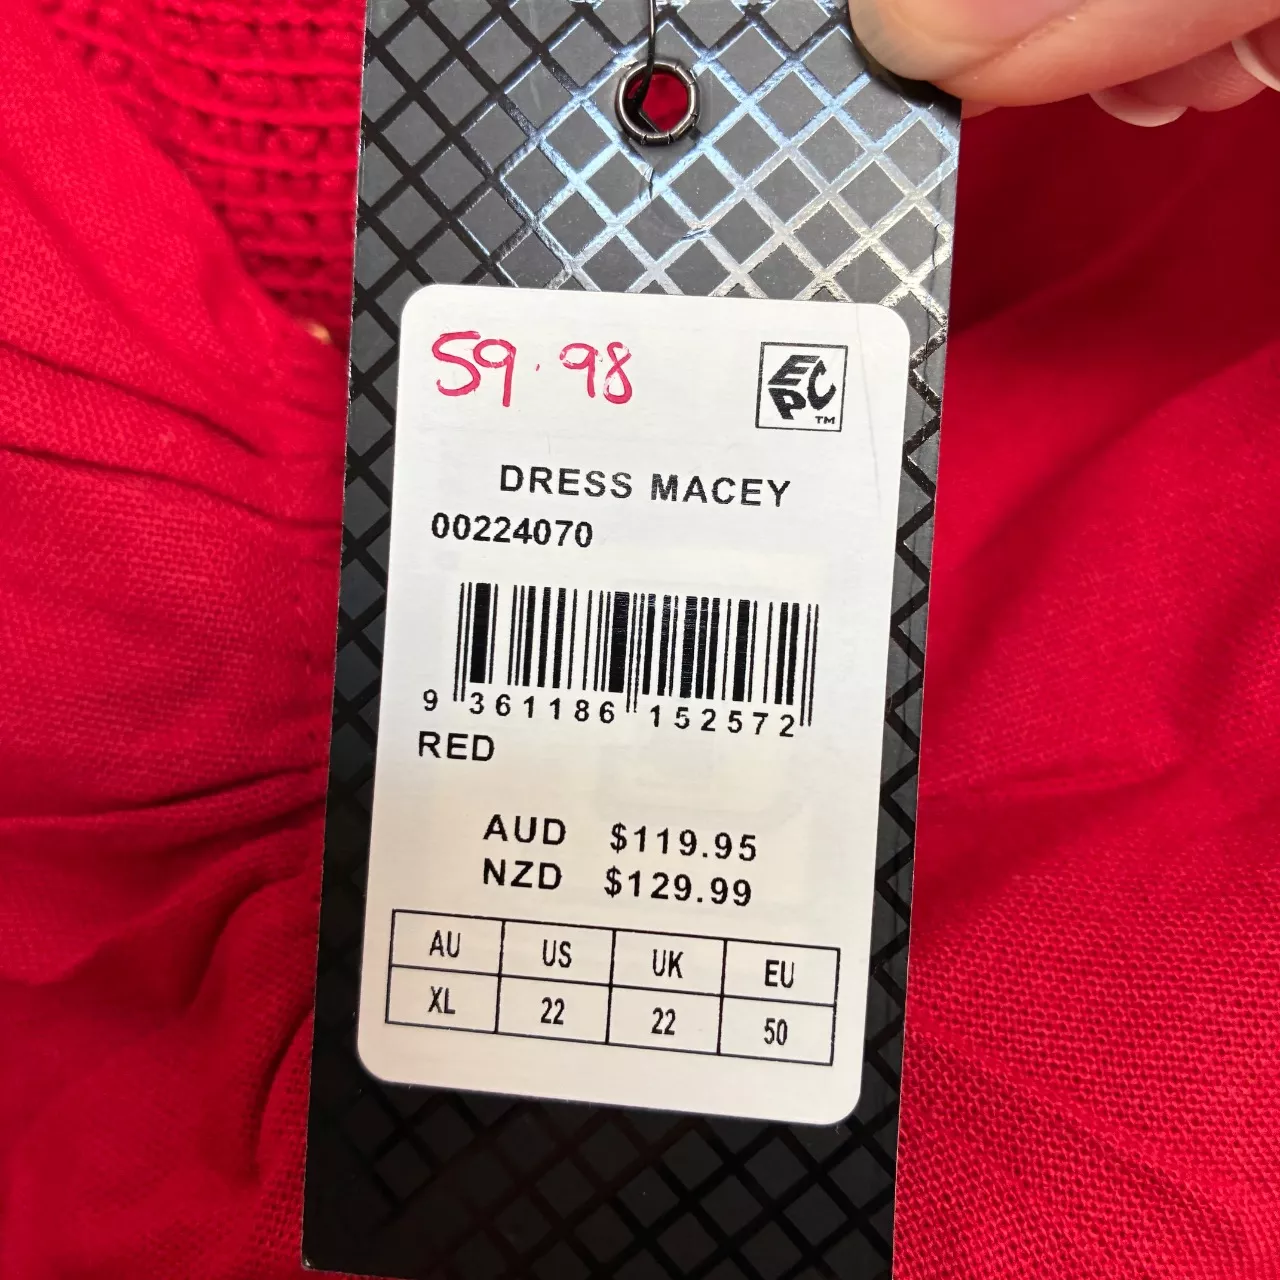 59.98
EPC
TM
DRESS MACEY
00224070
9 361186 152572
RED
AUD $119.95
NZD $129.99
AU US UK EU
XL 22 22 50